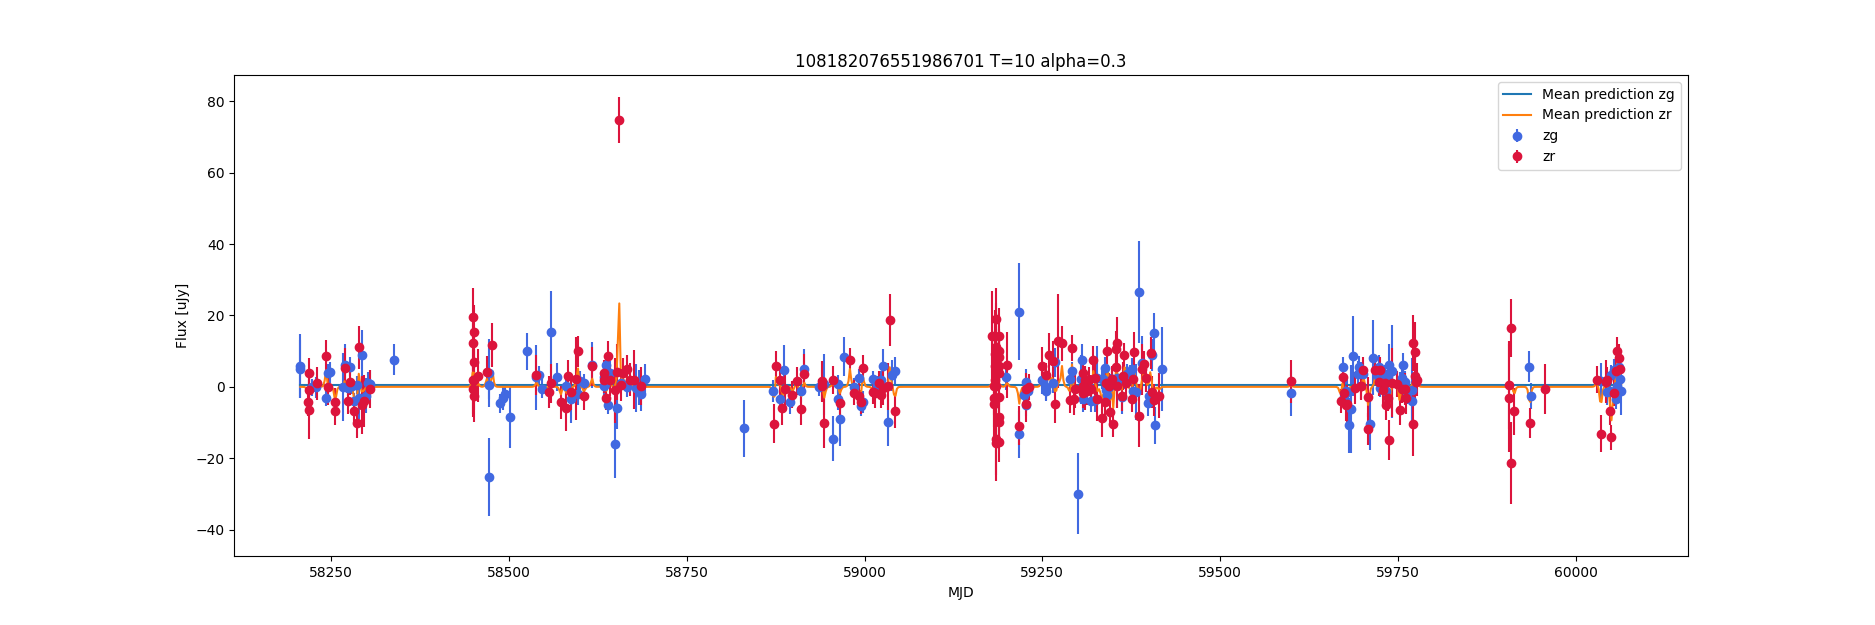 108182076551986701 T=10 alpha=0.3
Mean prediction zg
Mean prediction zr
zg
zr
Flux [uJy]
80
60
40
20
0
−20
−40
58250 58500 58750 59000 59250 59500 59750 60000
MJD